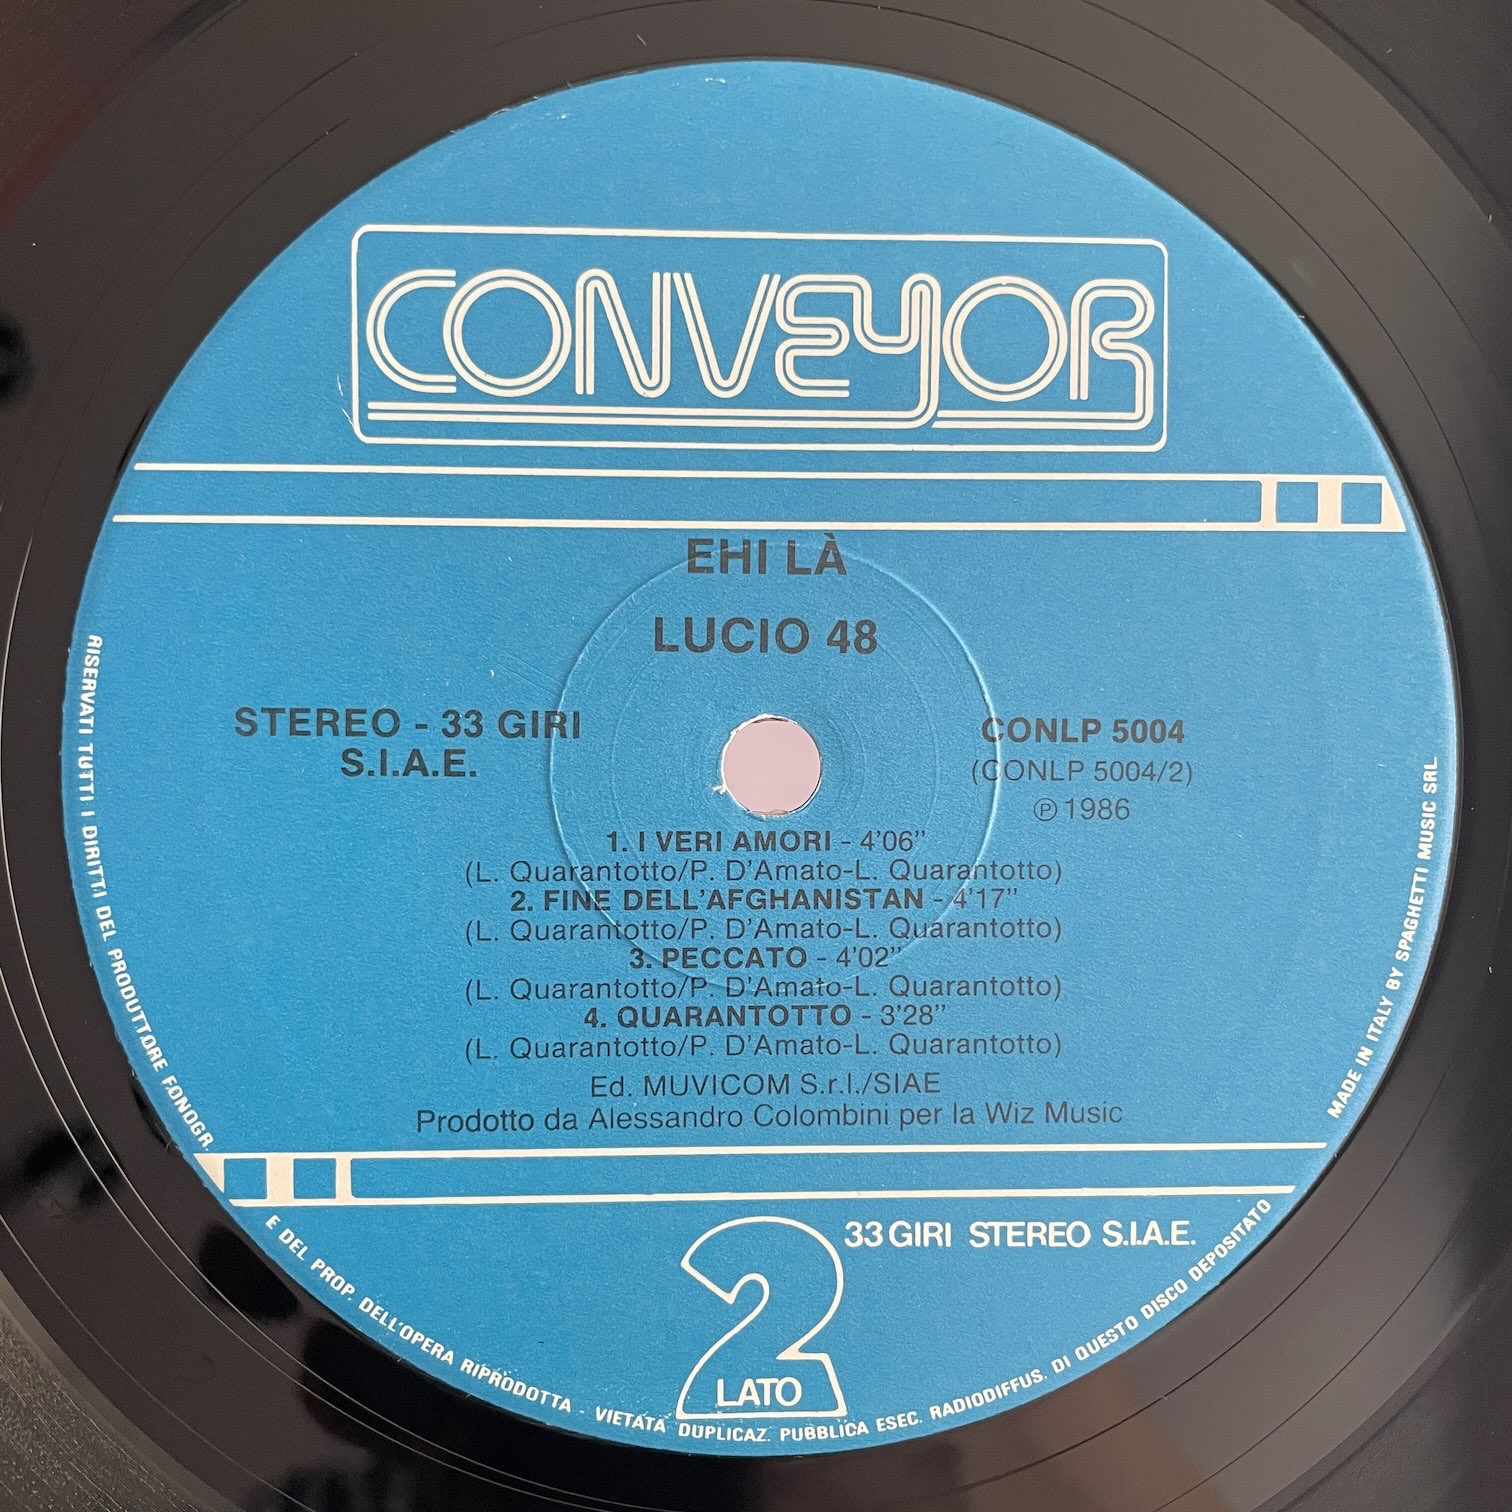 CONVEYOR
EHI LÀ
LUCIO 48
STEREO - 33 GIRI
S.I.A.E.
CONLP 5004
(CONLP 5004/2)
℗ 1986
1. I VERI AMORI - 4'06"
(L. Quarantotto/P. D'Amato-L. Quarantotto)
2. FINE DELL'AFGHANISTAN - 4'17"
(L. Quarantotto/P. D'Amato-L. Quarantotto)
3. PECCATO - 4'02"
(L. Quarantotto/P. D'Amato-L. Quarantotto)
4. QUARANTOTTO - 3'28"
(L. Quarantotto/P. D'Amato-L. Quarantotto)
Ed. MUVICOM S.r.l./SIAE
Prodotto da Alessandro Colombini per la Wiz Music
33 GIRI STEREO S.I.A.E.
2
LATO
RISERVATI TUTTI I DIRITTI DEL PRODUTTORE FONOGR.
E DEL PROP. DELL'OPERA RIPRODOTTA - VIETATA DUPLICAZ. PUBBLICA ESEC. RADIODIFFUS. DI QUESTO DISCO DEPOSITATO
MADE IN ITALY BY SPAGHETTI MUSIC SRL